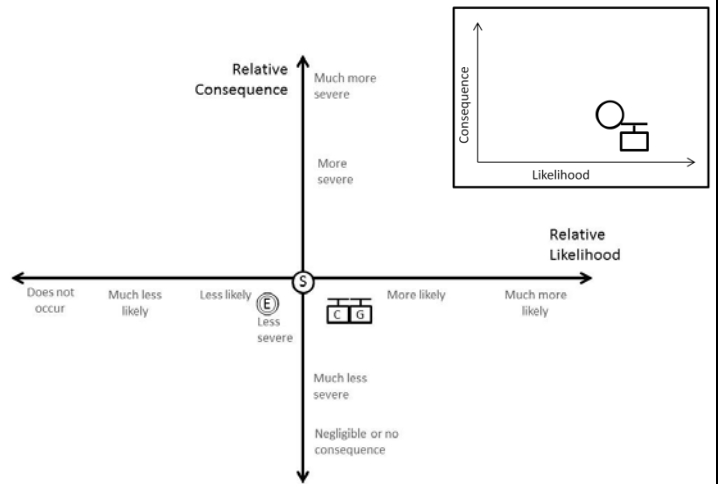 Relative
Consequence
Much more
severe
More
severe
Consequence
Likelihood
Relative
Likelihood
S
Does not
occur
Much less
likely
Less likely
E
Less
severe
C G
More likely
Much more
likely
Much less
severe
Negligible or no
consequence